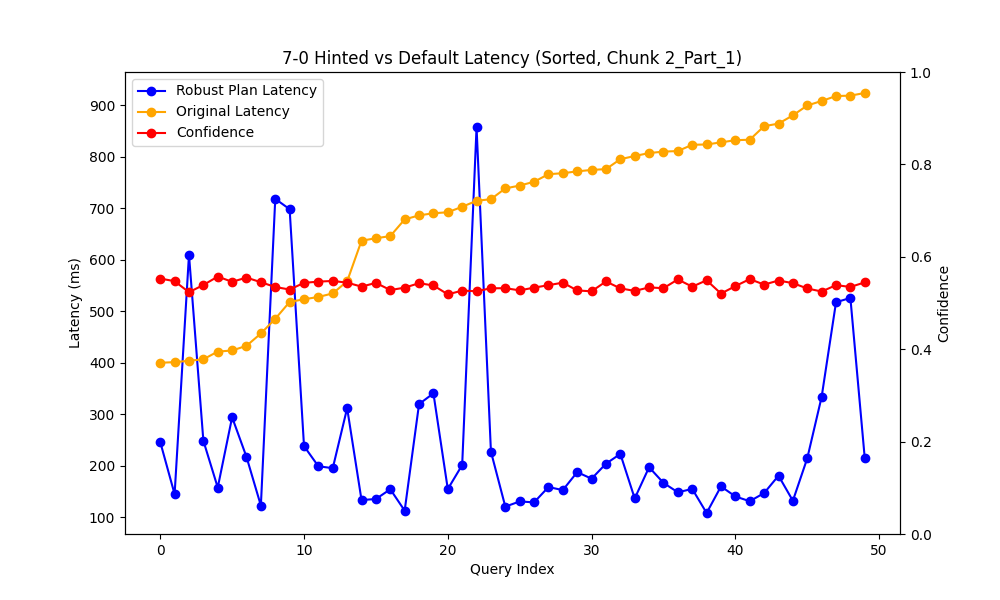 7-0 Hinted vs Default Latency (Sorted, Chunk 2_Part_1)
Robust Plan Latency
Original Latency
Confidence
Latency (ms)
900
800
700
600
500
400
300
200
100
1.0
0.8
0.6
0.4
0.2
0.0
Confidence
0 10 20 30 40 50
Query Index